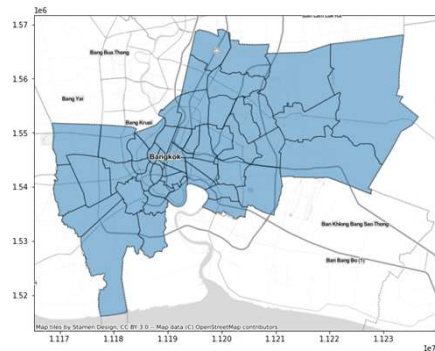 1e6
1.57
1.56
1.55
1.54
1.53
1.52
Bang Bua Thong
Bang Yai
Bang Kruai
Bangkok
Ban Khlong Bang Sao Thong
Ban Bang Bo (1)
Map tiles by Stamen Design, CC BY 3.0 -- Map data (C) OpenStreetMap contributors
1.117 1.118 1.119 1.120 1.121 1.122 1.123
1e7